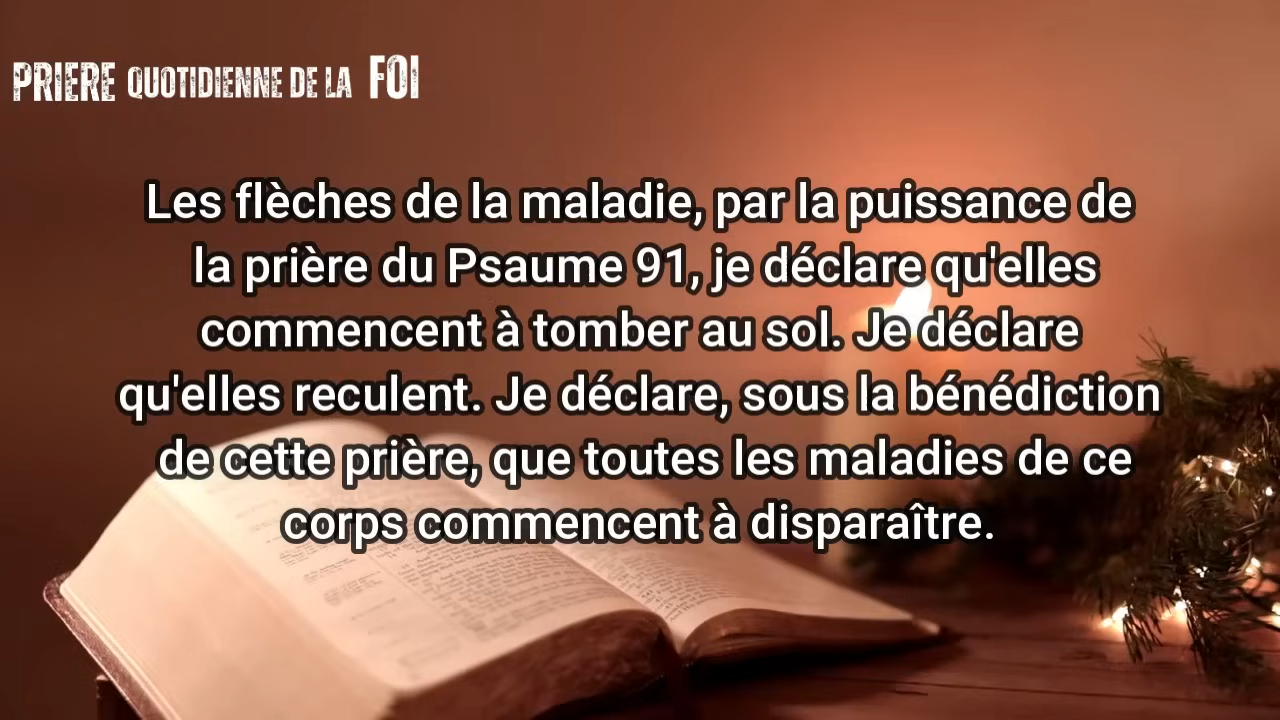 PRIERE QUOTIDIENNE DE LA FOI
Les flèches de la maladie, par la puissance de
la prière du Psaume 91, je déclare qu'elles
commencent à tomber au sol. Je déclare
qu'elles reculent. Je déclare, sous la bénédiction
de cette prière, que toutes les maladies de ce
corps commencent à disparaître.